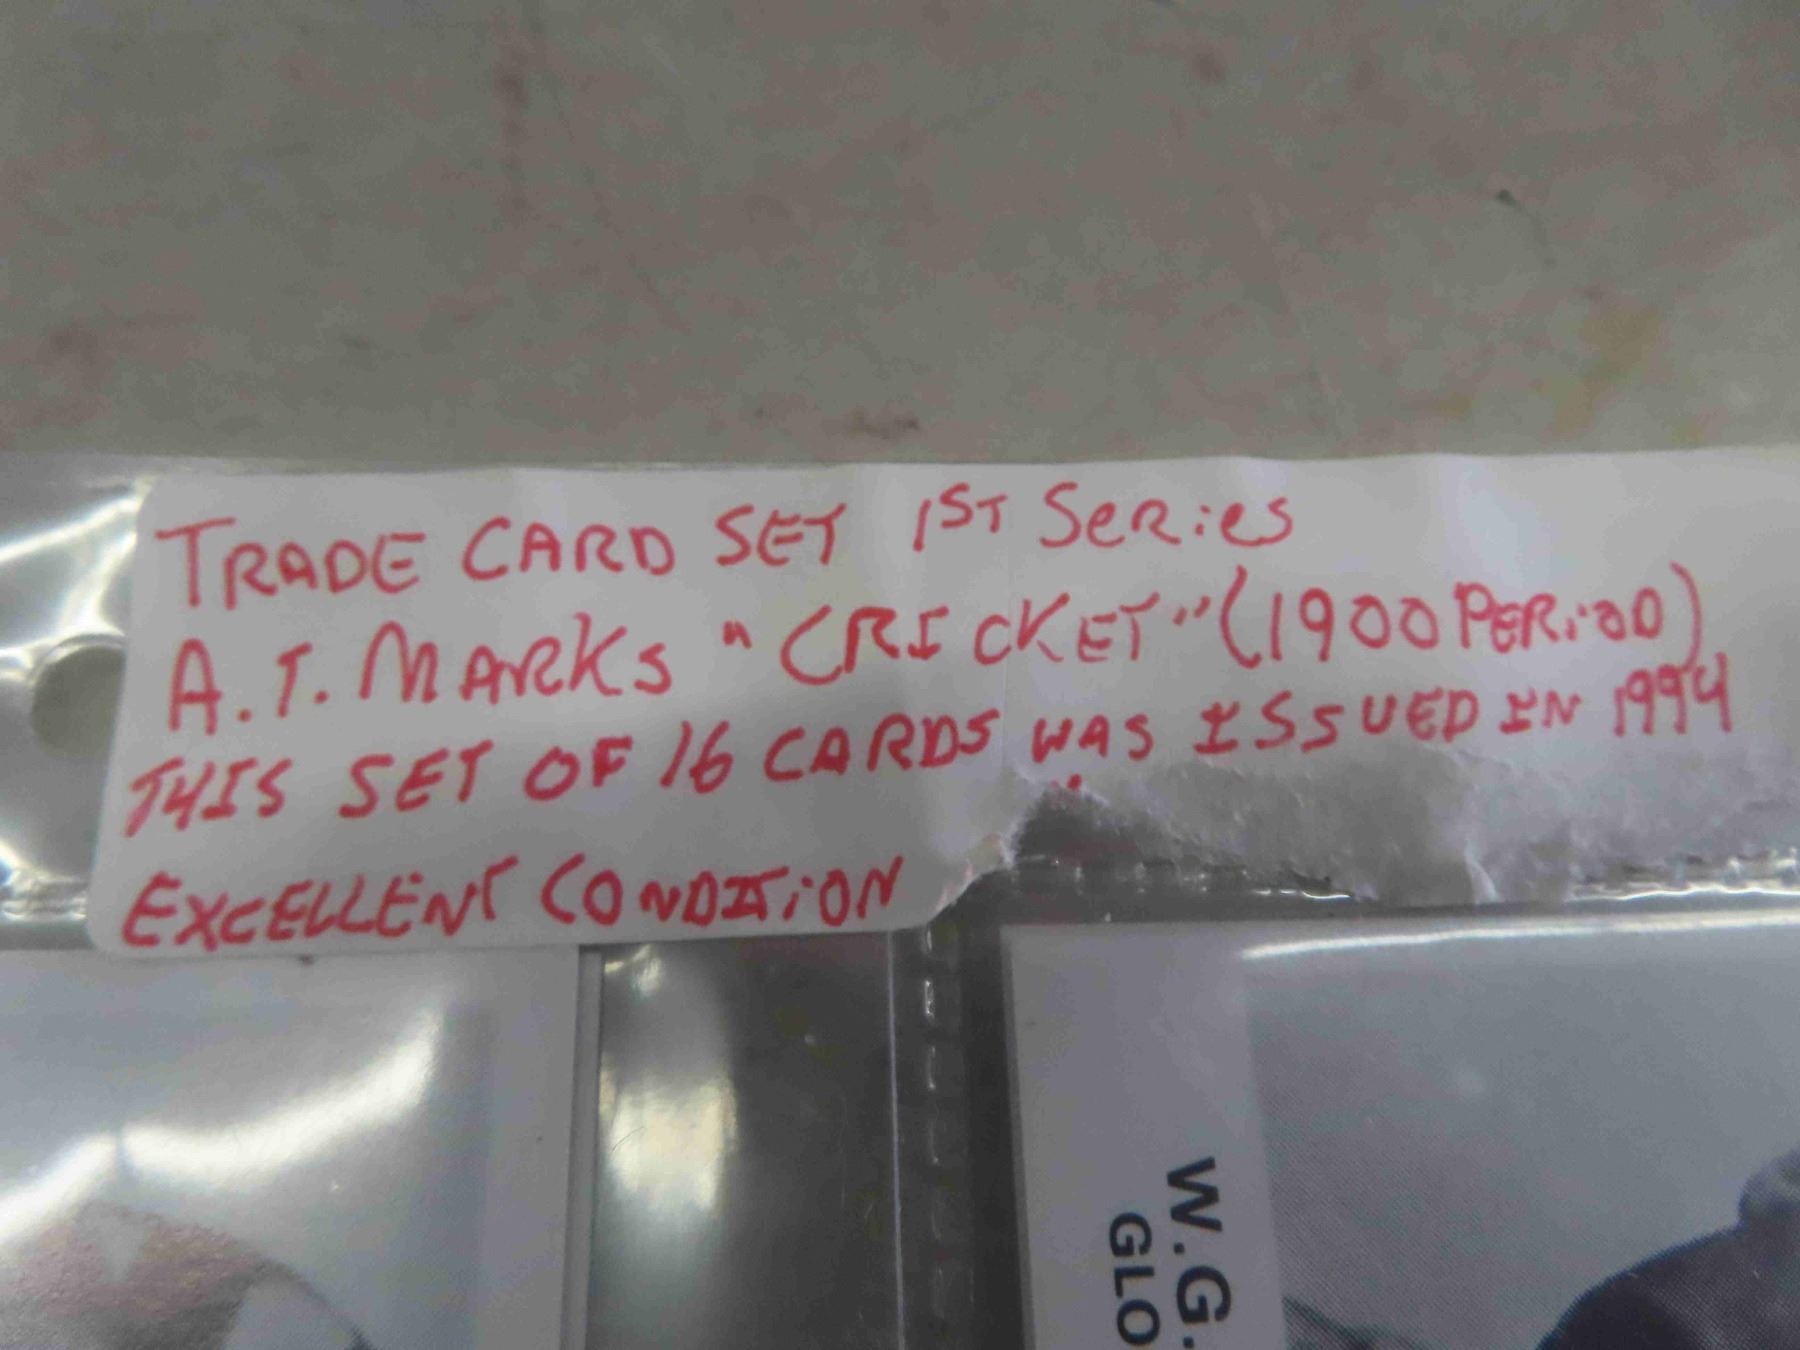 TRADE CARD SET 1ST SERiES
A.T. MARKS "CRICKET" (1900 PERiOD)
THIS SET OF 16 CARDS WAS ISSUED IN 1994
EXCELLENT CONDITiON
W.G.
GLO